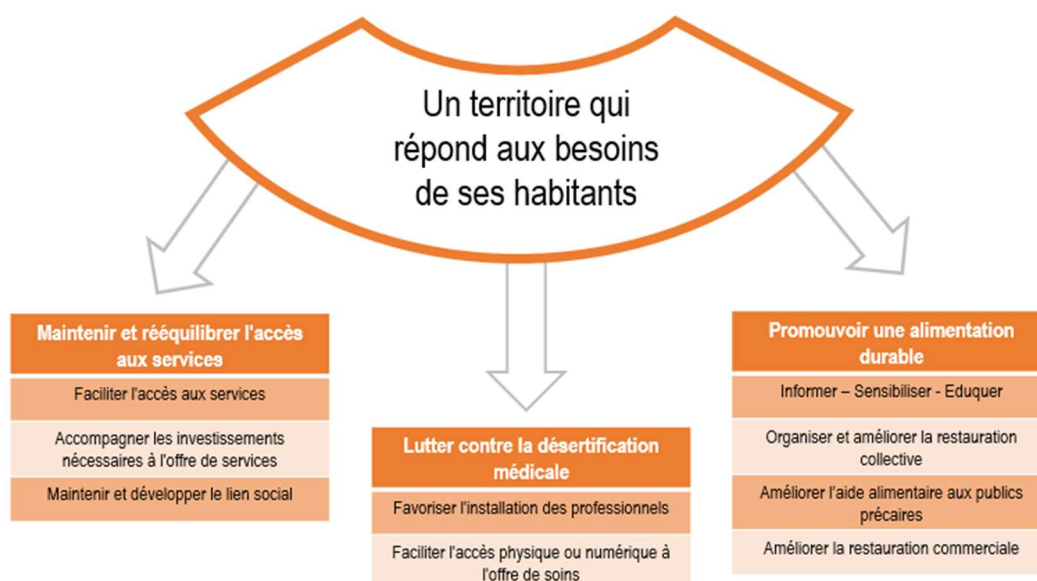 Un territoire qui
répond aux besoins
de ses habitants
Maintenir et rééquilibrer l'accès
aux services
Faciliter l'accès aux services
Accompagner les investissements
nécessaires à l'offre de services
Maintenir et développer le lien social
Lutter contre la désertification
médicale
Favoriser l'installation des professionnels
Faciliter l'accès physique ou numérique à
l'offre de soins
Promouvoir une alimentation
durable
Informer – Sensibiliser - Eduquer
Organiser et améliorer la restauration
collective
Améliorer l'aide alimentaire aux publics
précaires
Améliorer la restauration commerciale